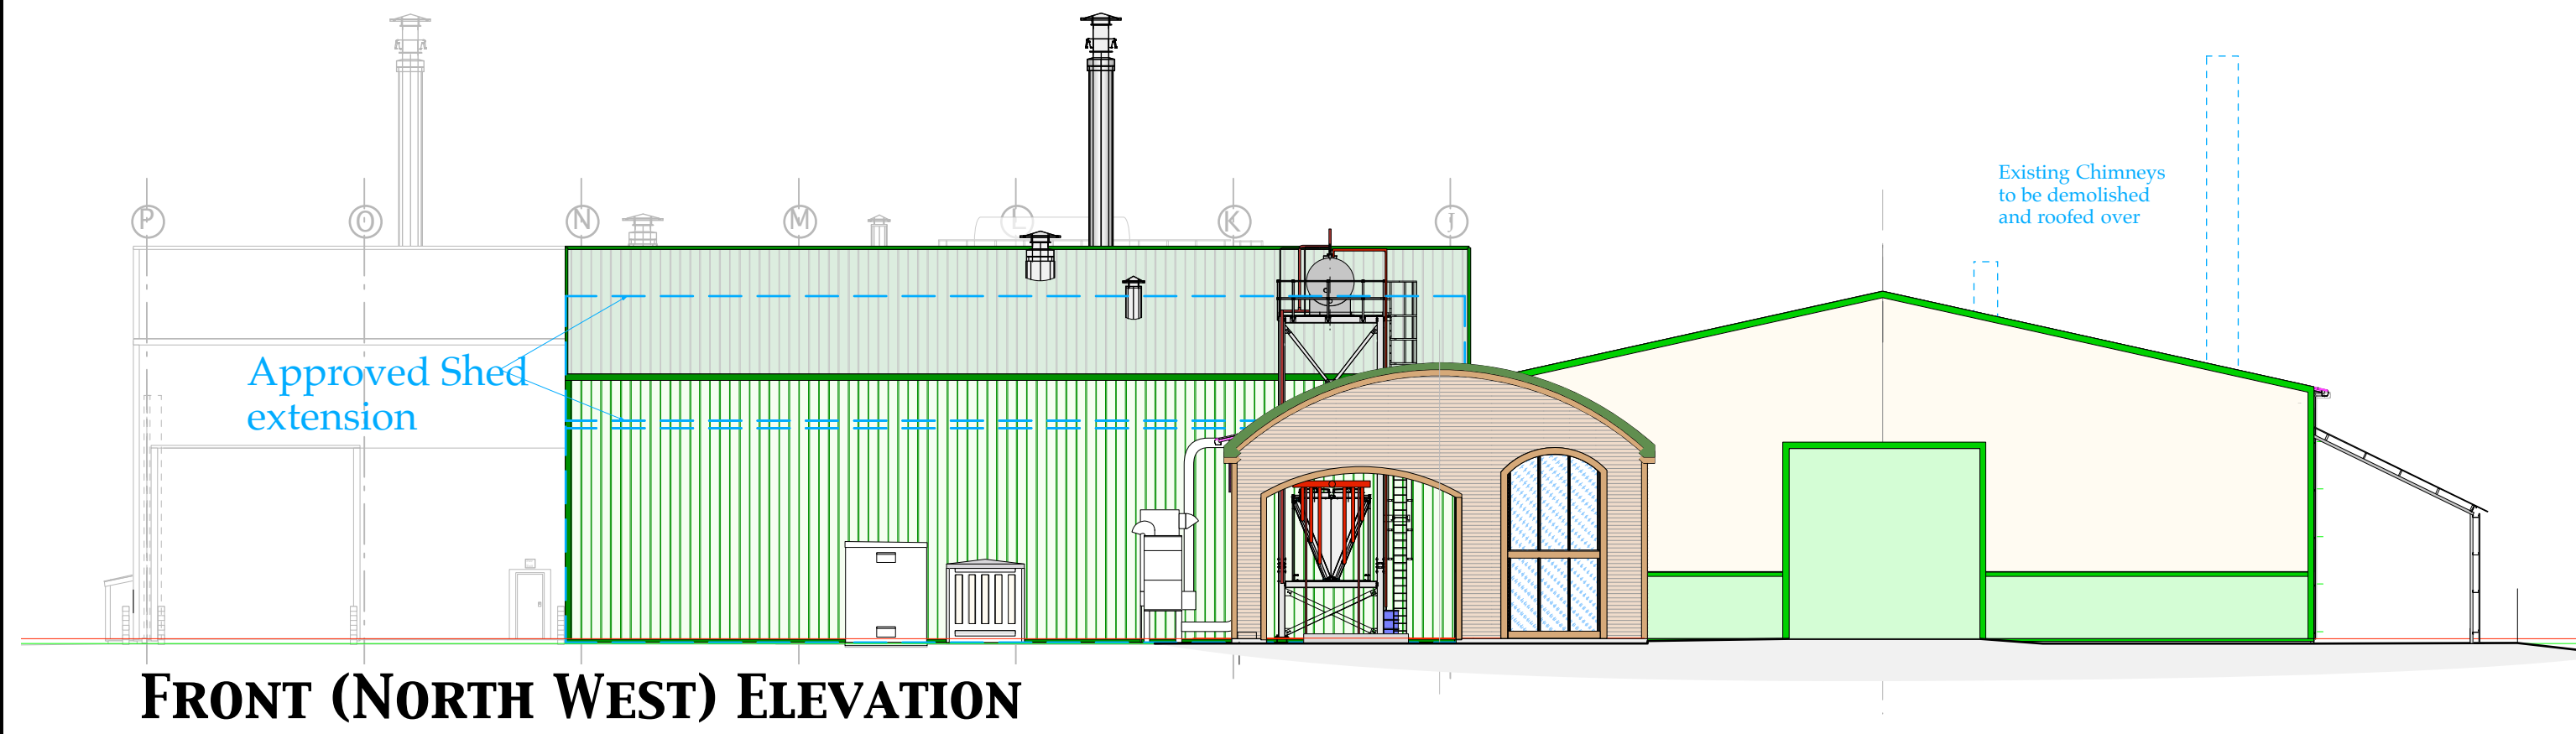 P O N M L K J
Existing Chimneys
to be demolished
and roofed over
Approved Shed
extension
FRONT (NORTH WEST) ELEVATION